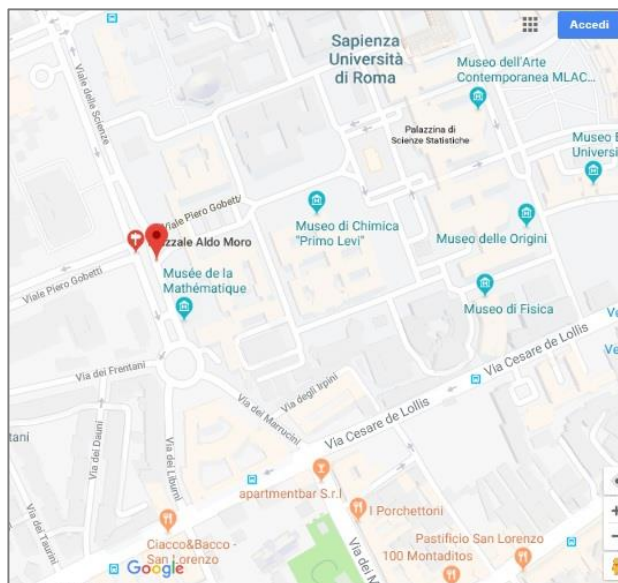 Accedi
Sapienza
Università
di Roma
Museo dell'Arte
Contemporanea MLAC...
Viale delle Scienze
Palazzina di
Scienze Statistiche
Museo
Universi
Viale Piero Gobetti
Museo di Chimica
"Primo Levi"
Museo delle Origini
Piazzale Aldo Moro
Viale Piero Gobetti
Musée de la
Mathématique
Museo di Fisica
Via dei Frentani
Via Cesare de Lollis
Via degli Irpini
Via dei Marrucini
Via Cesare de Lollis
tani
Via dei Dauni
Via dei Liburni
Via dei Taurini
apartmentbar S.r.l
I Porchettoni
Ciacco&Bacco -
San Lorenzo
Pastificio San Lorenzo
100 Montaditos
Google